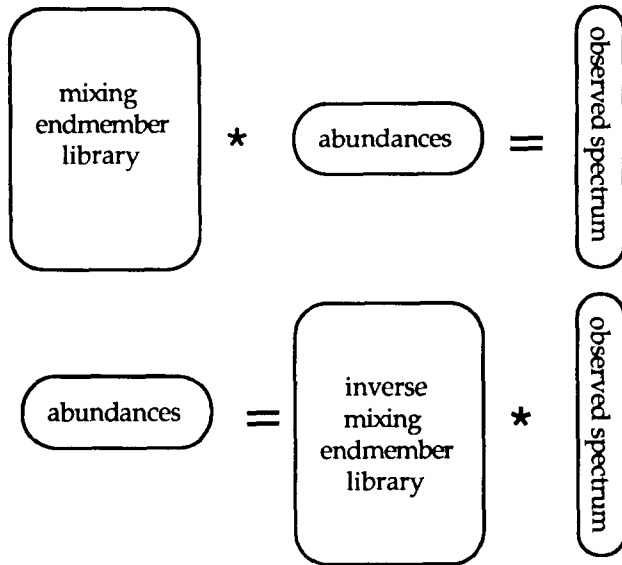 mixing
endmember
library
*
abundances
=
observed spectrum
abundances
=
inverse
mixing
endmember
library
*
observed spectrum